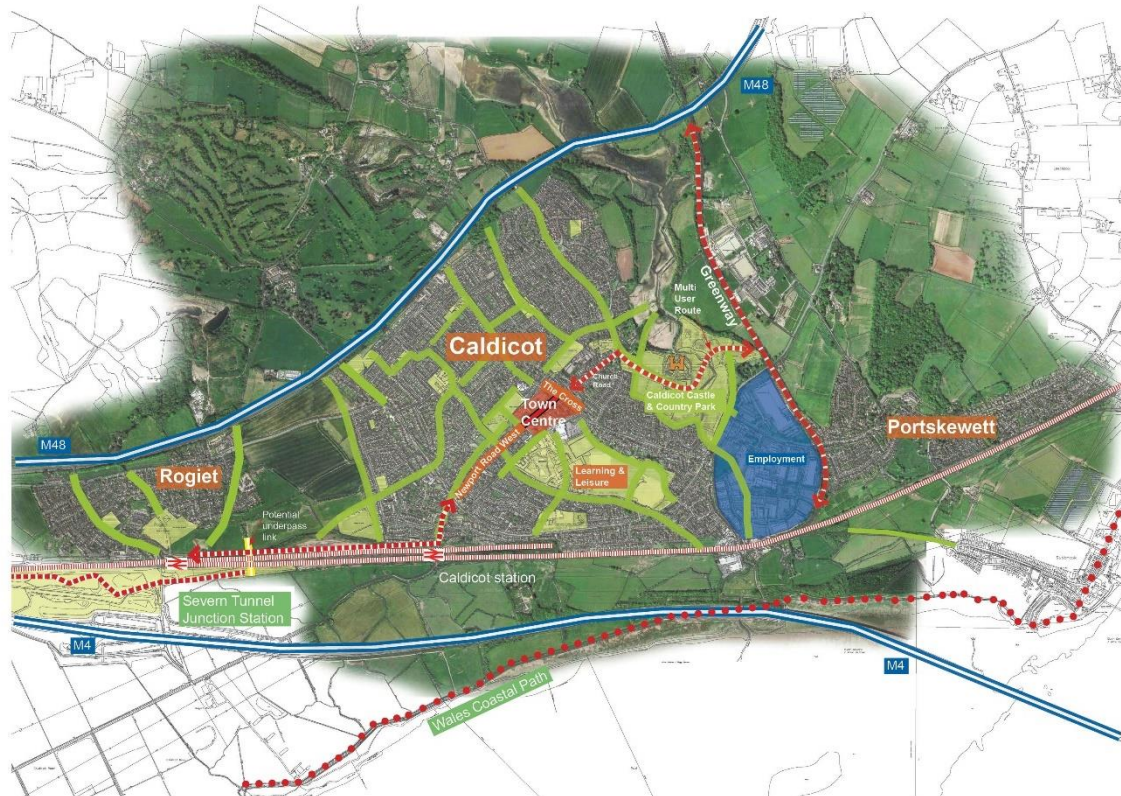 M48
Multi
User
Route
Greenway
Caldicot
Church
Road
The Cross
Town
Centre
Caldicot Castle
& Country Park
Portskewett
M48
Rogiet
Newport Road West
Learning &
Leisure
Employment
Potential
underpass
link
Caldicot station
Severn Tunnel
Junction Station
M4
M4
Wales Coastal Path